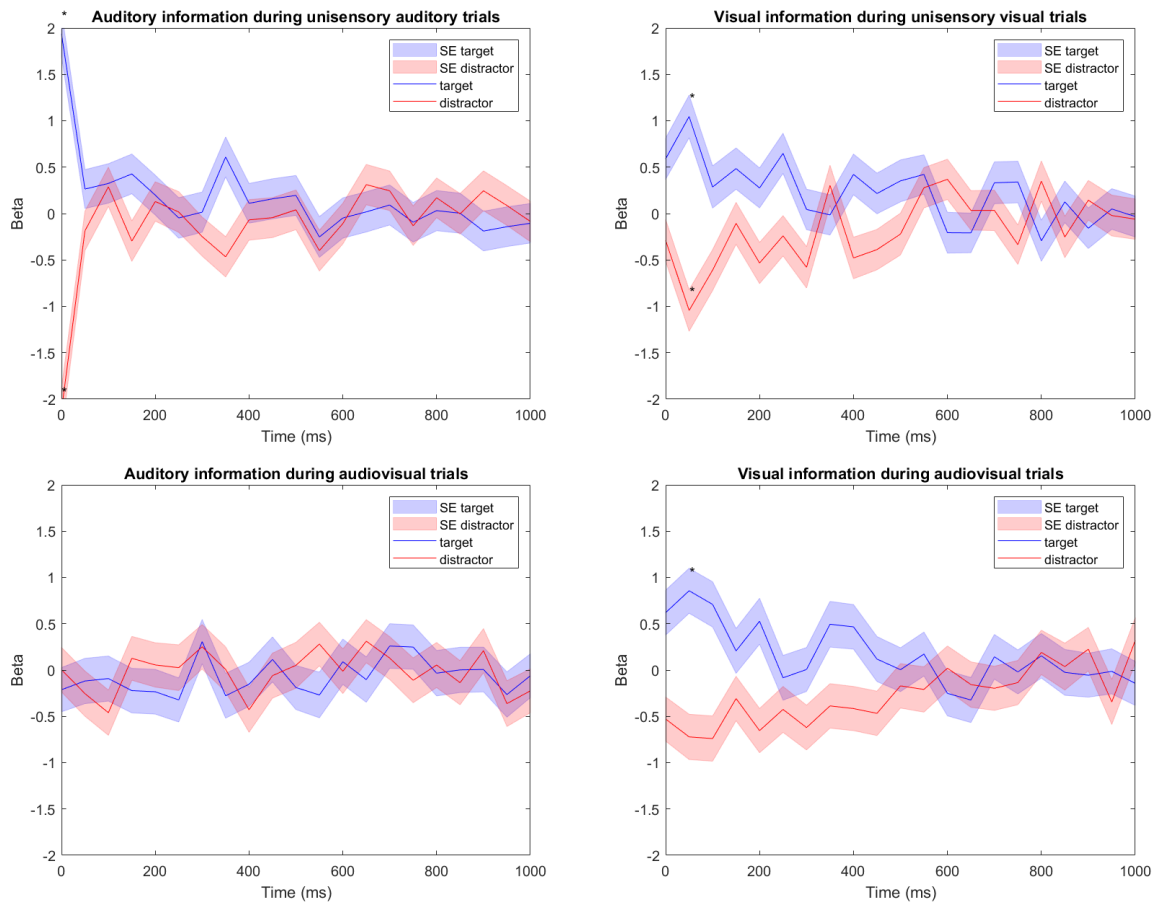 *
Auditory information during unisensory auditory trials
2
1.5
1
0.5
0
-0.5
-1
-1.5
-2
Beta
SE target
SE distractor
target
distractor
*
0 200 400 600 800 1000
Time (ms)
Visual information during unisensory visual trials
2
1.5
1
0.5
0
-0.5
-1
-1.5
-2
Beta
SE target
SE distractor
target
distractor
*
*
0 200 400 600 800 1000
Time (ms)
Auditory information during audiovisual trials
2
1.5
1
0.5
0
-0.5
-1
-1.5
-2
Beta
SE target
SE distractor
target
distractor
0 200 400 600 800 1000
Time (ms)
Visual information during audiovisual trials
2
1.5
1
0.5
0
-0.5
-1
-1.5
-2
Beta
SE target
SE distractor
target
distractor
*
0 200 400 600 800 1000
Time (ms)